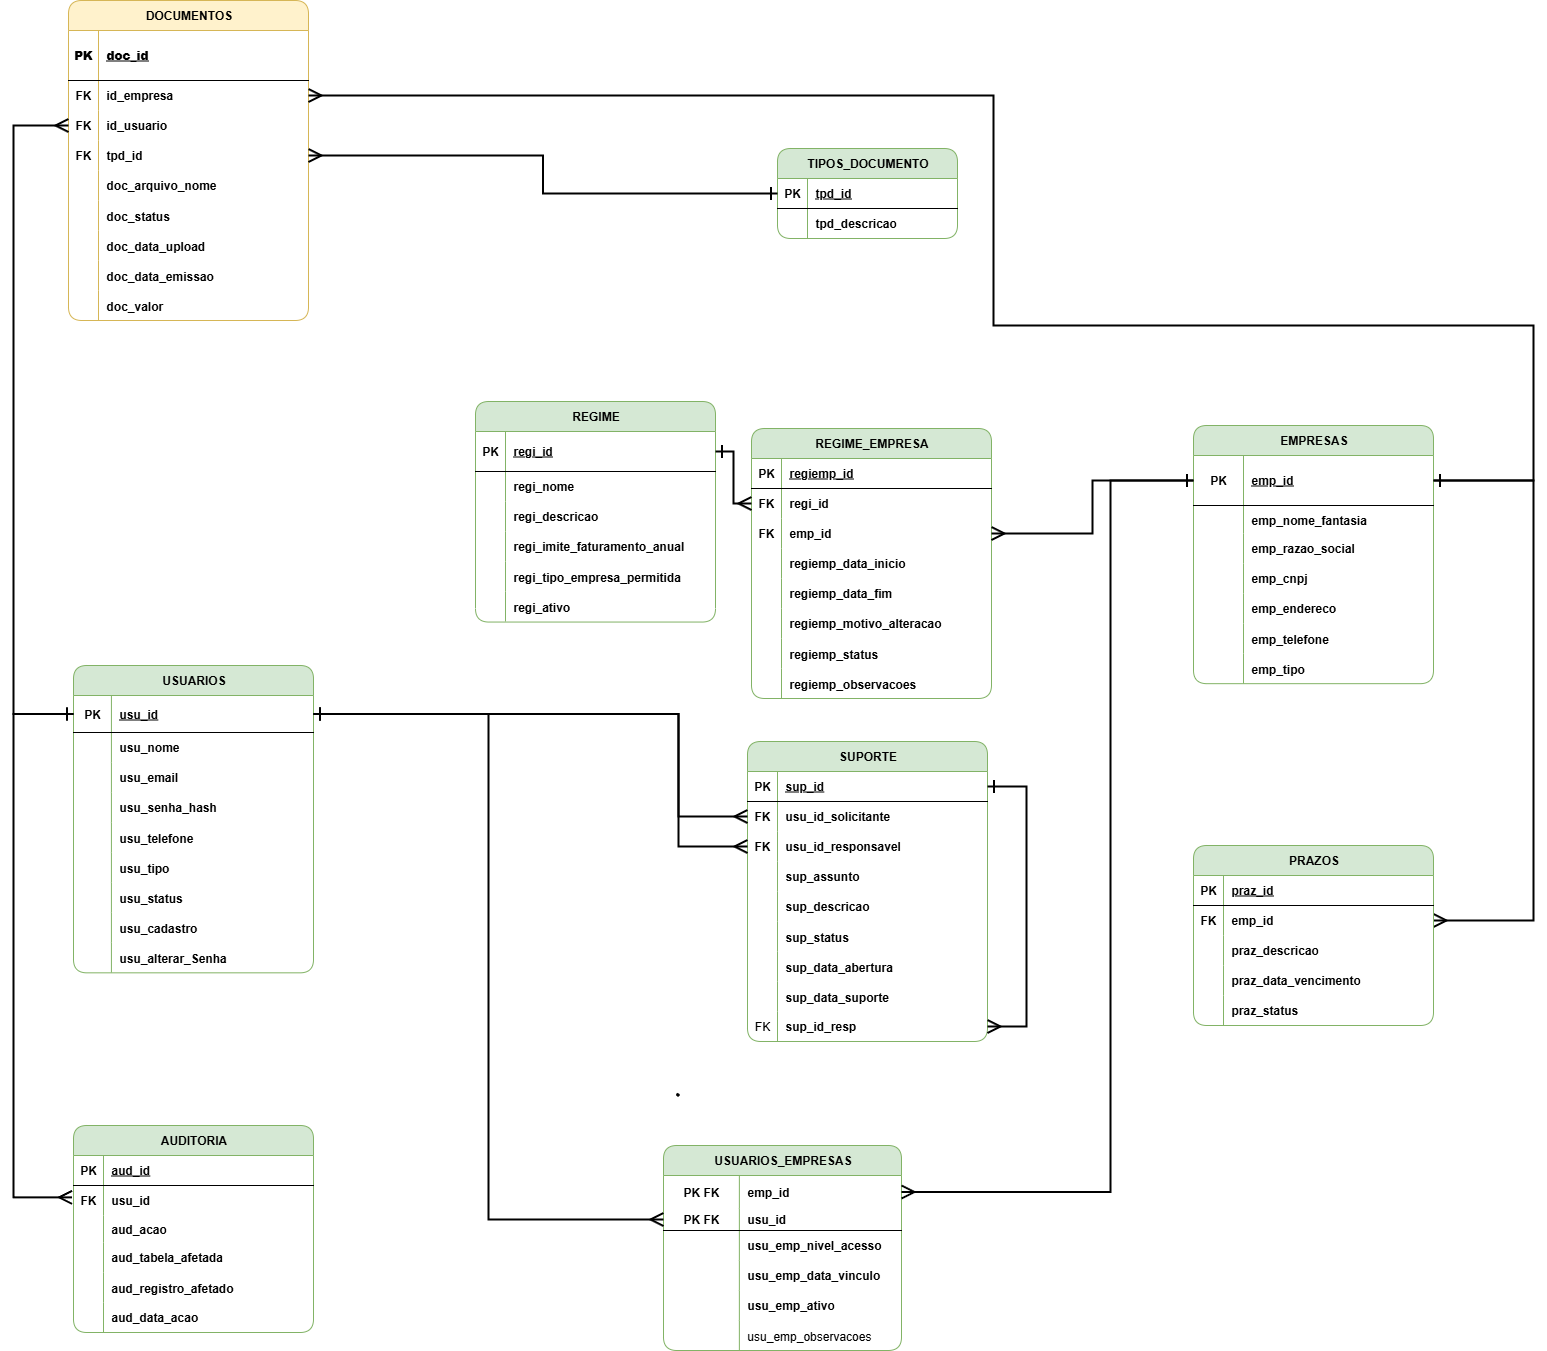 DOCUMENTOS
PK doc_id
FK id_empresa
FK id_usuario
FK tpd_id
doc_arquivo_nome
doc_status
doc_data_upload
doc_data_emissao
doc_valor
TIPOS_DOCUMENTO
PK tpd_id
tpd_descricao
REGIME
PK regi_id
regi_nome
regi_descricao
regi_imite_faturamento_anual
regi_tipo_empresa_permitida
regi_ativo
REGIME_EMPRESA
PK regiemp_id
FK regi_id
FK emp_id
regiemp_data_inicio
regiemp_data_fim
regiemp_motivo_alteracao
regiemp_status
regiemp_observacoes
EMPRESAS
PK emp_id
emp_nome_fantasia
emp_razao_social
emp_cnpj
emp_endereco
emp_telefone
emp_tipo
USUARIOS
PK usu_id
usu_nome
usu_email
usu_senha_hash
usu_telefone
usu_tipo
usu_status
usu_cadastro
usu_alterar_Senha
SUPORTE
PK sup_id
FK usu_id_solicitante
FK usu_id_responsavel
sup_assunto
sup_descricao
sup_status
sup_data_abertura
sup_data_suporte
FK sup_id_resp
PRAZOS
PK praz_id
FK emp_id
praz_descricao
praz_data_vencimento
praz_status
AUDITORIA
PK aud_id
FK usu_id
aud_acao
aud_tabela_afetada
aud_registro_afetado
aud_data_acao
USUARIOS_EMPRESAS
PK FK emp_id
PK FK usu_id
usu_emp_nivel_acesso
usu_emp_data_vinculo
usu_emp_ativo
usu_emp_observacoes